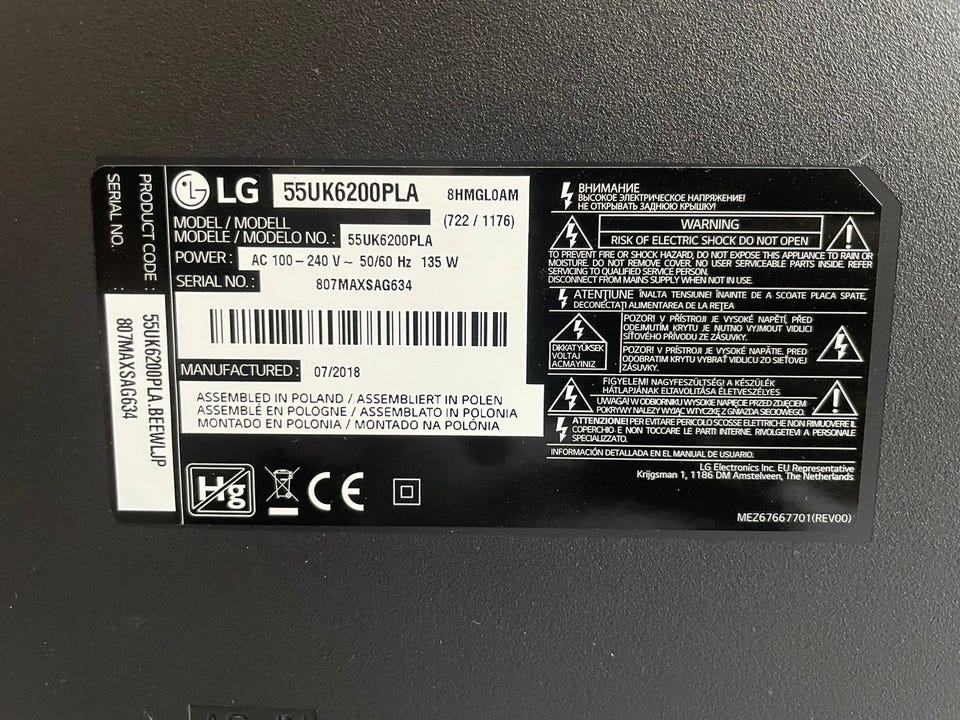 PRODUCT CODE :
SERIAL NO.
55UK6200PLA.BEEWLJP
807MAXSAG634
LG 55UK6200PLA 8HMGL0AM
(722 / 1176)
MODEL / MODELL
MODELE / MODELO NO. : 55UK6200PLA
POWER : AC 100 – 240 V ~ 50/60 Hz 135 W
SERIAL NO. : 807MAXSAG634
MANUFACTURED : 07/2018
ASSEMBLED IN POLAND / ASSEMBLIERT IN POLEN
ASSEMBLÉ EN POLOGNE / ASSEMBLATO IN POLONIA
MONTADO EN POLONIA / MONTADO NA POLÓNIA
Hg
CE
ВНИМАНИЕ
ВЫСОКОЕ ЭЛЕКТРИЧЕСКОЕ НАПРЯЖЕНИЕ!
НЕ ОТКРЫВАТЬ ЗАДНЮЮ КРЫШКУ!
WARNING
RISK OF ELECTRIC SHOCK DO NOT OPEN
TO PREVENT FIRE OR SHOCK HAZARD, DO NOT EXPOSE THIS APPLIANCE TO RAIN OR
MOISTURE. DO NOT REMOVE COVER. NO USER SERVICEABLE PARTS INSIDE. REFER
SERVICING TO QUALIFIED SERVICE PERSON.
DISCONNECT FROM MAINS SUPPLY WHEN NOT IN USE.
ATENŢIUNE ÎNALTA TENSIUNE! ÎNAINTE DE A SCOATE PLACA SPATE,
DECONECTAŢI ALIMENTAREA DE LA REŢEA
DIKKAT YUKSEK
VOLTAJ
ACMAYINIZ
POZOR! V PŘÍSTROJI JE VYSOKÉ NAPĚTÍ, PŘED
ODEJMUTÍM KRYTU JE NUTNO VYJMOUT VIDLICI
SÍŤOVÉHO PŘÍVODU ZE ZÁSUVKY.
POZOR! V PRÍSTROJI JE VYSOKÉ NAPÄTIE. PRED
ODOBRATÍM KRYTU VYBRAŤ VIDLICU ZO SIEŤOVEJ
ZÁSUVKY.
FIGYELEM! NAGYFESZÜLTSÉG! A KÉSZÜLÉK
HÁTLAPJÁNAK ELTÁVOLÍTÁSA ÉLETVESZÉLYES
UWAGA! W ODBIORNIKU WYSOKIE NAPIĘCIE PRZED ZDJĘCIEM
POKRYWY NALEŻY WYJĄĆ WTYCZKĘ Z GNIAZDA SIECIOWEGO.
ATTENZIONE! PER EVITARE PERICOLO SCOSSE ELETTRICHE NON RIMUOVERE IL
COPERCHIO E NON TOCCARE LE PARTI INTERNE. RIVOLGETEVI A PERSONALE
SPECIALIZZATO.
INFORMACIÓN DETALLADA EN EL MANUAL DE USUARIO.
LG Electronics Inc. EU Representative
Krijgsman 1, 1186 DM Amstelveen, The Netherlands
MEZ67667701(REV00)